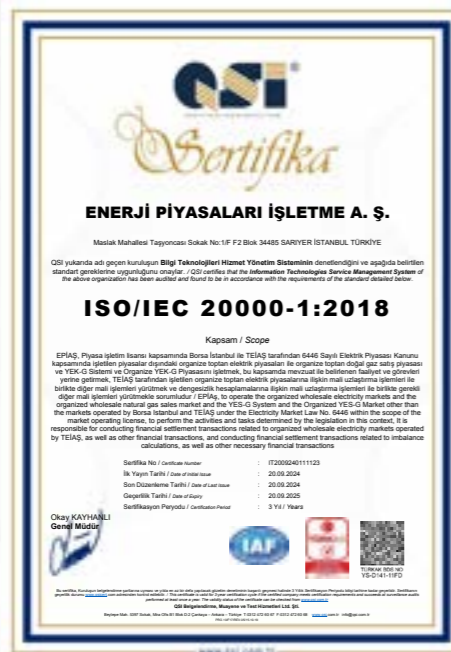 QSI
Sertifika
ENERJİ PİYASALARI İŞLETME A. Ş.
Maslak Mahallesi Taşyoncası Sokak No:1/F F2 Blok 34485 SARIYER İSTANBUL TÜRKİYE
QSI yukarıda adı geçen kuruluşun Bilgi Teknolojileri Hizmet Yönetim Sisteminin denetlendiğini ve aşağıda belirtilen
standart gereklerine uygunluğunu onaylar. / QSI certifies that the Information Technologies Service Management System of
the above organization has been audited and found to be in accordance with the requirements of the standard detailed below.
ISO/IEC 20000-1:2018
Kapsam / Scope
EPİAŞ, Piyasa işletim lisansı kapsamında Borsa İstanbul ile TEİAŞ tarafından 6446 Sayılı Elektrik Piyasası Kanunu
kapsamında işletilen piyasalar dışındaki organize toptan elektrik piyasaları ile organize toptan doğal gaz satış piyasası
ve YEK-G Sistemi ve Organize YEK-G Piyasasını işletmek, bu kapsamda mevzuat ile belirlenen faaliyet ve görevleri
yerine getirmek, TEİAŞ tarafından işletilen organize toptan elektrik piyasalarına ilişkin mali uzlaştırma işlemleri ile
birlikte diğer mali işlemleri yürütmek ve dengesizlik hesaplamalarına ilişkin mali uzlaştırma işlemleri ile birlikte gerekli
diğer mali işlemleri yürütmekle sorumludur / EPİAş, to operate the organized wholesale electricity markets and the
organized wholesale natural gas sales market and the YES-G System and the Organized YES-G Market other than
the markets operated by Borsa Istanbul and TEİAŞ under the Electricity Market Law No. 6446 within the scope of the
market operating license, to perform the activities and tasks determined by the legislation in this context, It is
responsible for conducting financial settlement transactions related to organized wholesale electricity markets operated
by TEİAŞ, as well as other financial transactions, and conducting financial settlement transactions related to imbalance
calculations, as well as other necessary financial transactions
Sertifika No / Certificate Number : IT2009240111123
İlk Yayın Tarihi / Date of Initial Issue : 20.09.2024
Son Düzenleme Tarihi / Date of Last Issue : 20.09.2024
Geçerlilik Tarihi / Date of Expiry : 20.09.2025
Sertifikasyon Peryodu / Certification Period : 3 Yıl / Years
Okay KAYHANLI
Genel Müdür
IAF
TÜRKAK BDS NO:
QSI Belgelendirme, Muayene ve Test Hizmetleri Ltd. Şti.